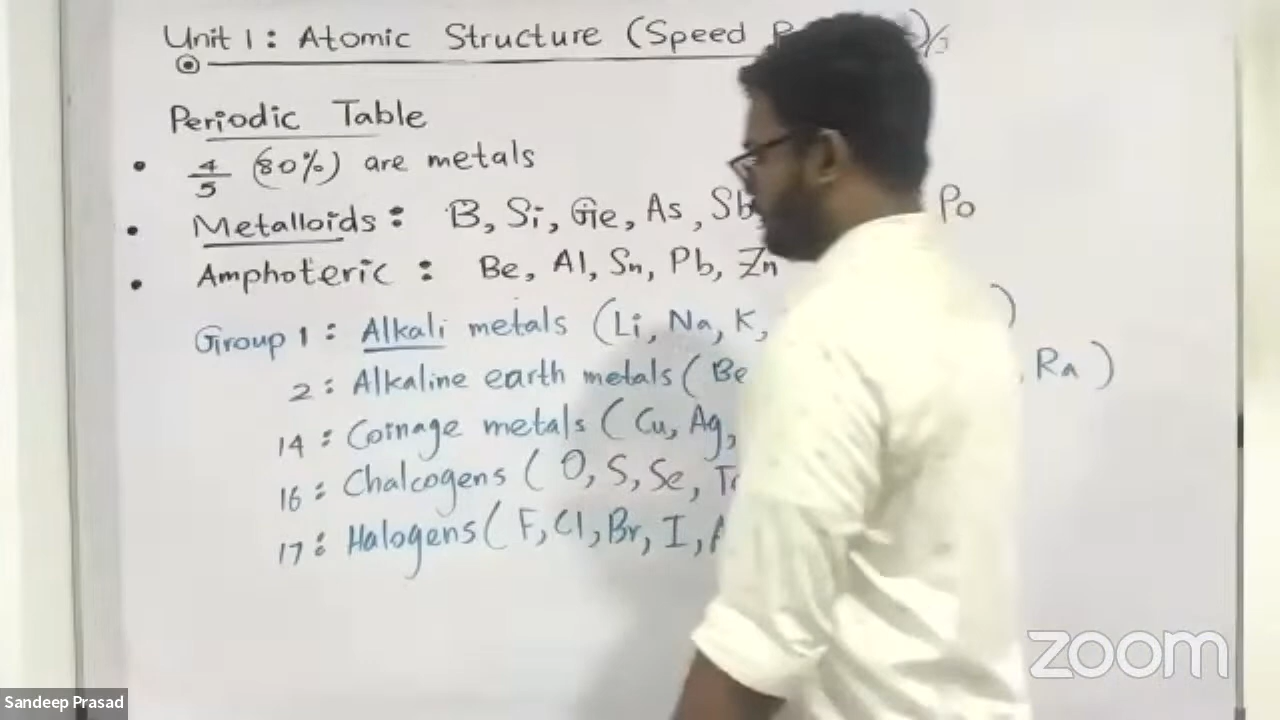 Unit 1 : Atomic Structure (Speed
Periodic Table
• 4/5 (80%) are metals
• Metalloids : B, Si, Ge, As, Sb Po
• Amphoteric : Be, Al, Sn, Pb, Zn
Group 1 : Alkali metals (Li, Na, K, )
2 : Alkaline earth metals ( Be , Ra )
14 : Coinage metals ( Cu, Ag,
16 : Chalcogens ( O, S, Se,
17 : Halogens ( F, Cl, Br, I,
zoom
Sandeep Prasad